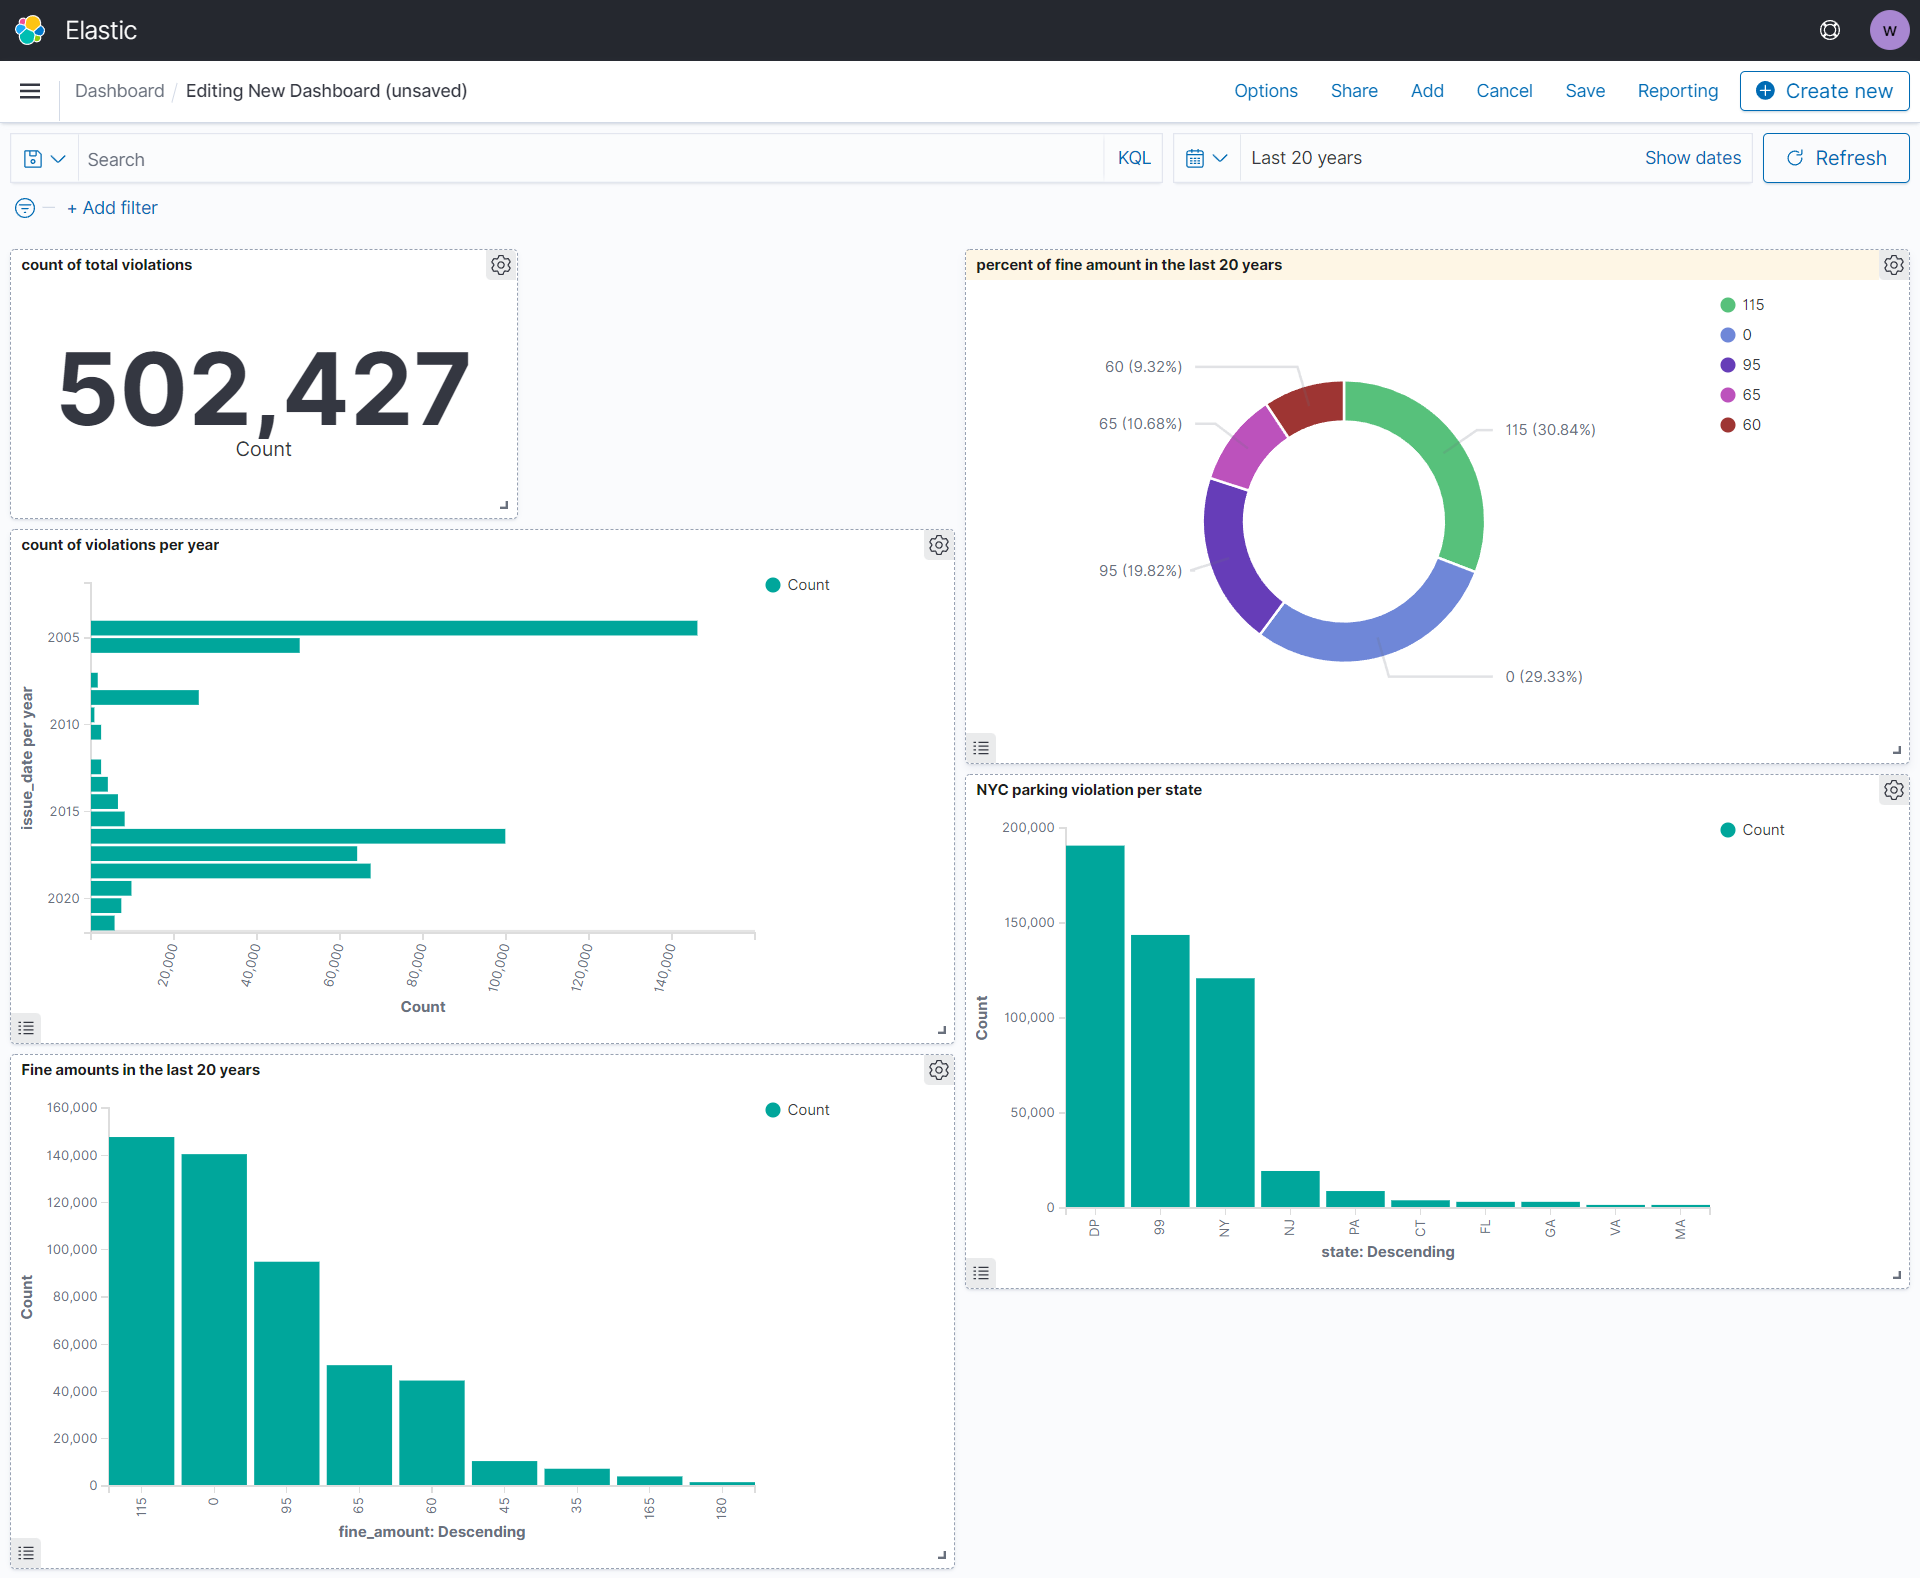 Elastic
W
Dashboard / Editing New Dashboard (unsaved)
Options Share Add Cancel Save Reporting Create new
Search KQL Last 20 years Show dates Refresh
+ Add filter
count of total violations
502,427
Count
percent of fine amount in the last 20 years
115
0
95
65
60
60 (9.32%)
65 (10.68%)
115 (30.84%)
95 (19.82%)
0 (29.33%)
count of violations per year
Count
issue_date per year
2005
2010
2015
2020
20,000 40,000 60,000 80,000 100,000 120,000 140,000
Count
NYC parking violation per state
Count
Count
200,000
150,000
100,000
50,000
0
DP 99 NY NJ PA CT FL GA VA MA
state: Descending
Fine amounts in the last 20 years
Count
Count
160,000
140,000
120,000
100,000
80,000
60,000
40,000
20,000
0
115 0 95 65 60 45 35 165 180
fine_amount: Descending